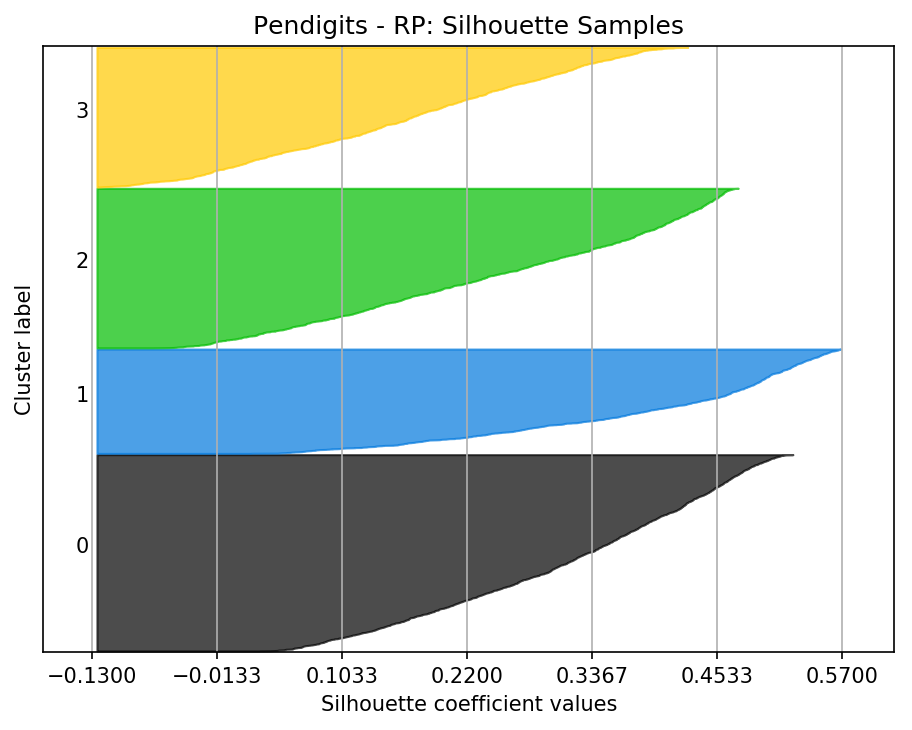 Pendigits - RP: Silhouette Samples
3
2
1
0
Cluster label
−0.1300 −0.0133 0.1033 0.2200 0.3367 0.4533 0.5700
Silhouette coefficient values